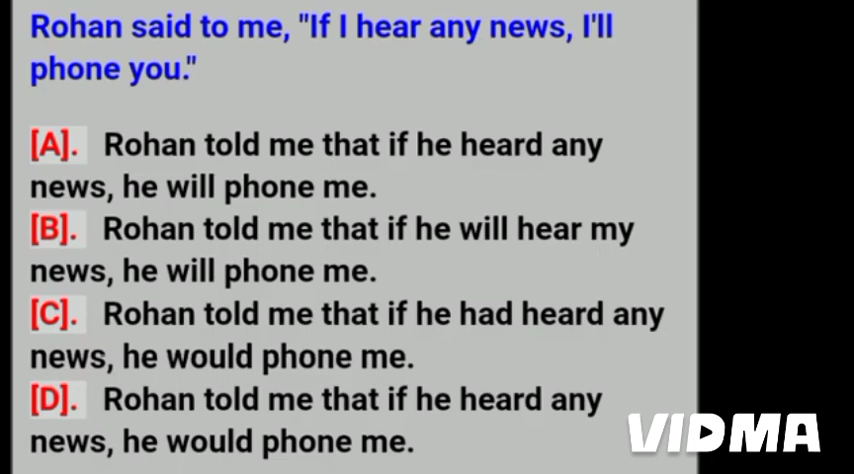 Rohan said to me, "If I hear any news, I'll
phone you."
[A]. Rohan told me that if he heard any
news, he will phone me.
[B]. Rohan told me that if he will hear my
news, he will phone me.
[C]. Rohan told me that if he had heard any
news, he would phone me.
[D]. Rohan told me that if he heard any
news, he would phone me.
VIDMA